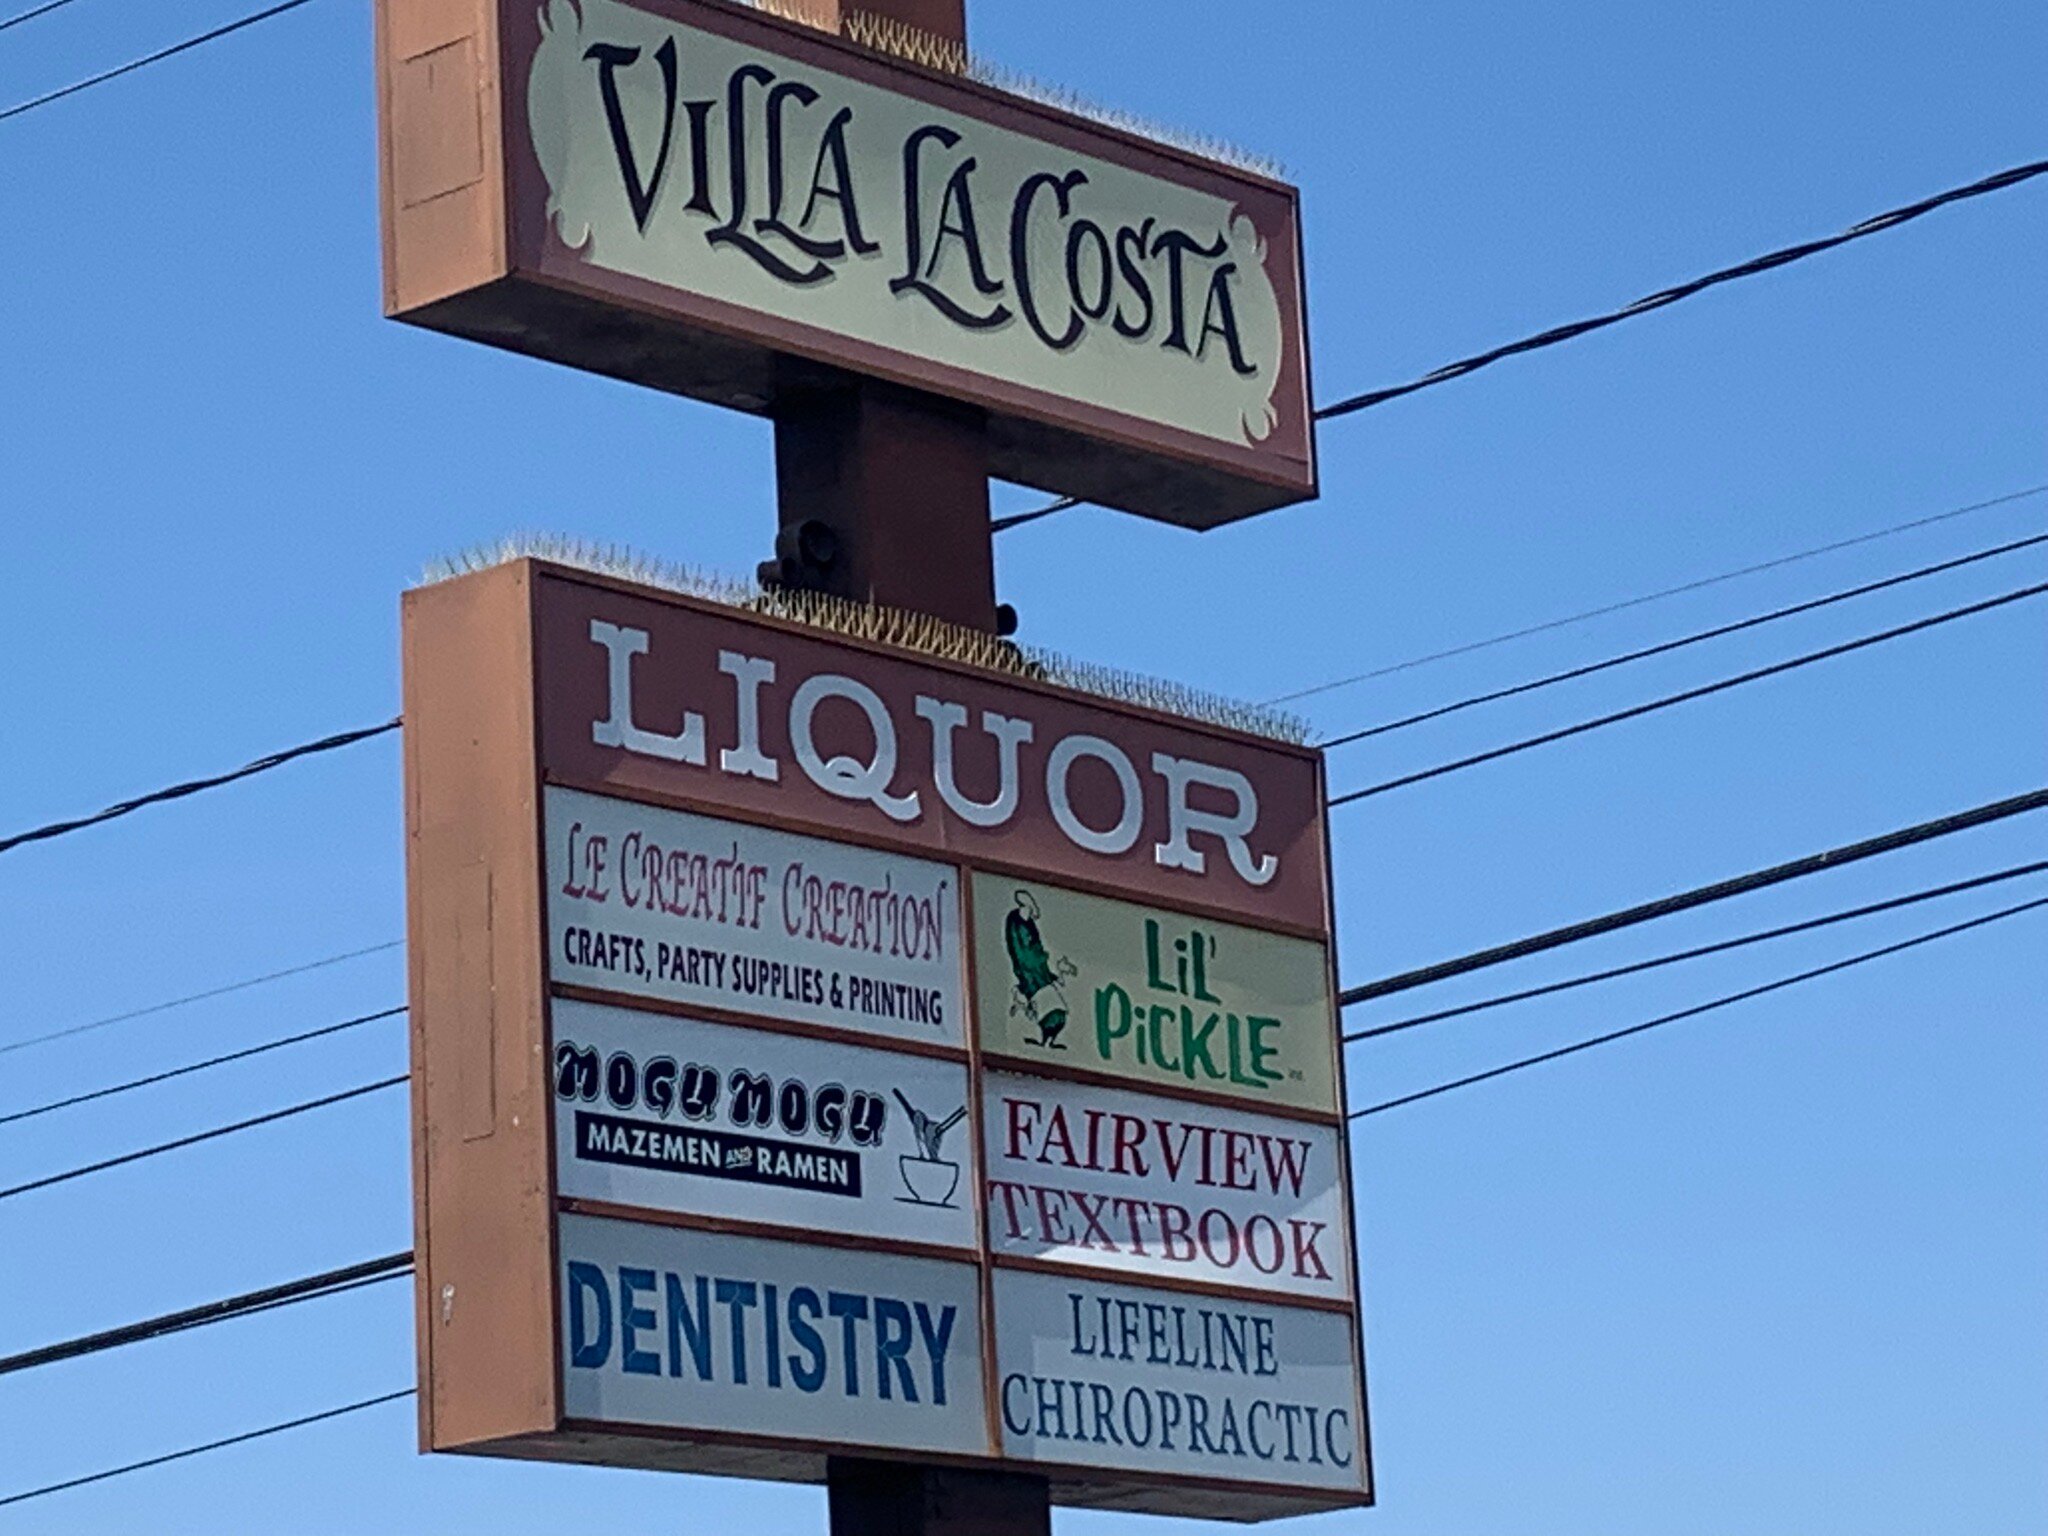 VILLA LA COSTA
LIQUOR
LE CREATIF CREATION
CRAFTS, PARTY SUPPLIES & PRINTING
LiL'
PiCKLE
MOGU MOGU
MAZEMEN AND RAMEN
FAIRVIEW
TEXTBOOK
DENTISTRY
LIFELINE
CHIROPRACTIC